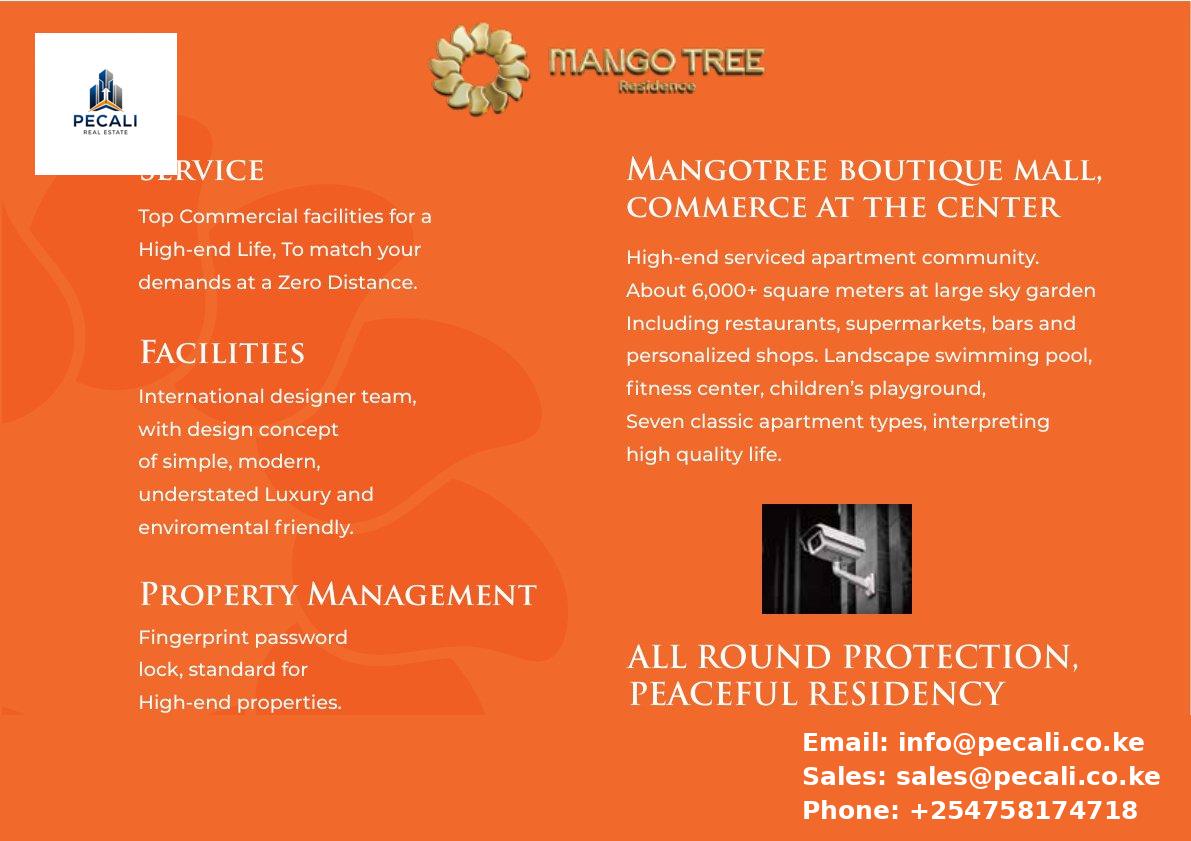 PECALI
REAL ESTATE
MANGO TREE
Residence
SERVICE
Top Commercial facilities for a
High-end Life, To match your
demands at a Zero Distance.
FACILITIES
International designer team,
with design concept
of simple, modern,
understated Luxury and
enviromental friendly.
PROPERTY MANAGEMENT
Fingerprint password
lock, standard for
High-end properties.
MANGOTREE BOUTIQUE MALL,
COMMERCE AT THE CENTER
High-end serviced apartment community.
About 6,000+ square meters at large sky garden
Including restaurants, supermarkets, bars and
personalized shops. Landscape swimming pool,
fitness center, children’s playground,
Seven classic apartment types, interpreting
high quality life.
ALL ROUND PROTECTION,
PEACEFUL RESIDENCY
Email: info@pecali.co.ke
Sales: sales@pecali.co.ke
Phone: +254758174718